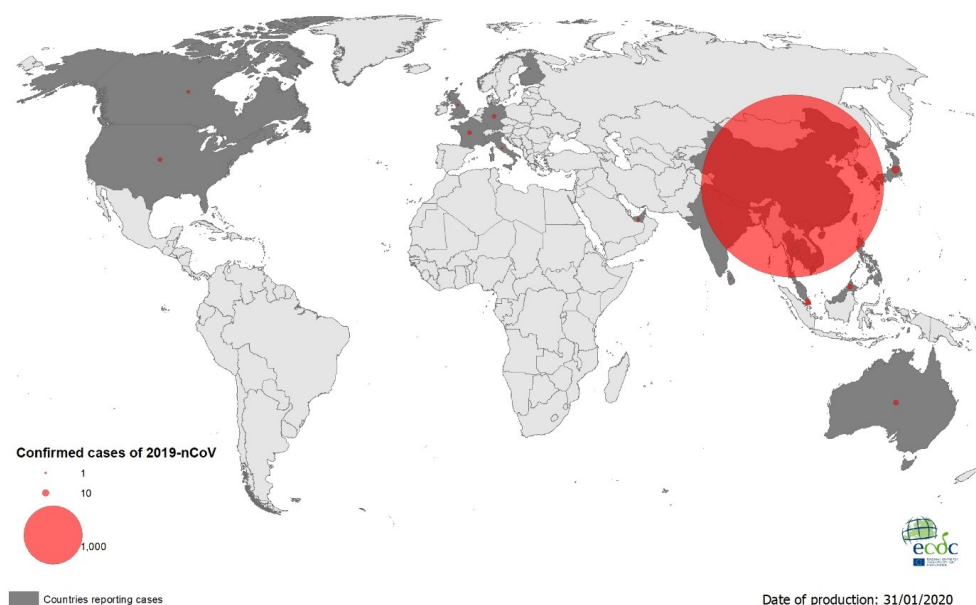 Confirmed cases of 2019-nCoV
1
10
1,000
ecdc
Countries reporting cases
Date of production: 31/01/2020